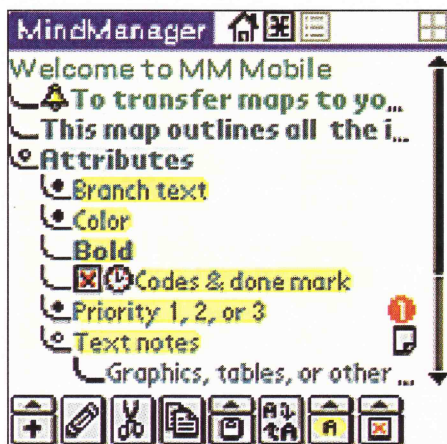 MindManager
Welcome to MM Mobile
To transfer maps to yo...
This map outlines all the i...
Attributes
Branch text
Color
Bold
Codes & done mark
Priority 1, 2, or 3 1
Text notes
Graphics, tables, or other ...